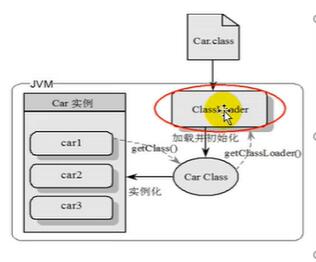 Car.class
JVM
Car 实例
ClassLoader
car1
加载并初始化
getClass()
getClassLoader()
car2
Car Class
实例化
car3